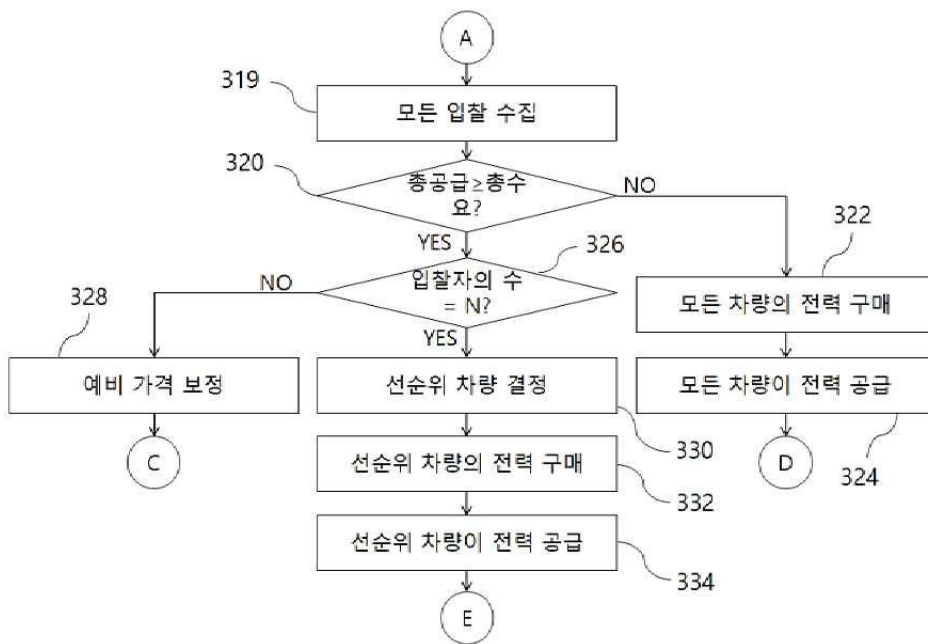 A
319
모든 입찰 수집
320
총공급≥총수
요?
NO
YES
326
322
입찰자의 수
= N?
NO
328
YES
모든 차량의 전력 구매
예비 가격 보정
선순위 차량 결정
모든 차량이 전력 공급
330
324
C
선순위 차량의 전력 구매
D
332
선순위 차량이 전력 공급
334
E